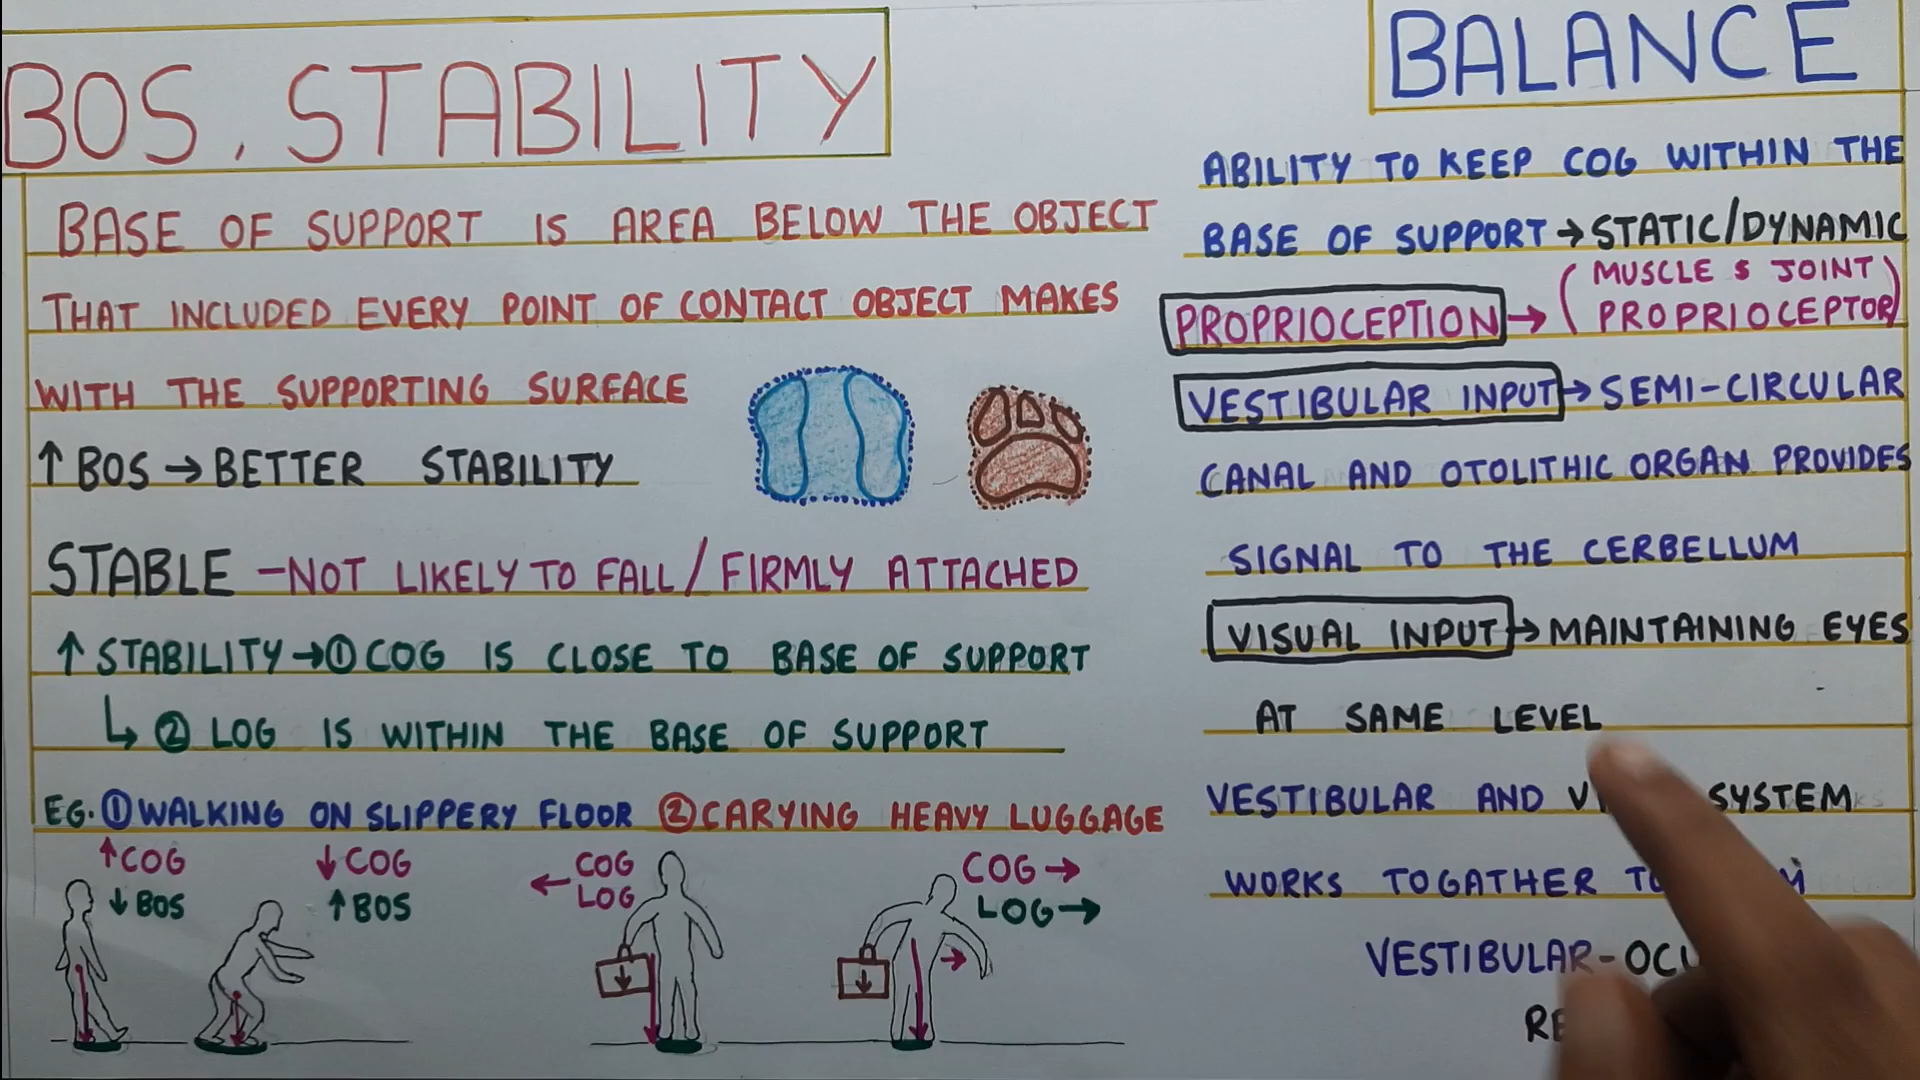 BOS, STABILITY
BASE OF SUPPORT IS AREA BELOW THE OBJECT
THAT INCLUDED EVERY POINT OF CONTACT OBJECT MAKES
WITH THE SUPPORTING SURFACE
↑ BOS → BETTER STABILITY
STABLE - NOT LIKELY TO FALL / FIRMLY ATTACHED
↑ STABILITY → ① COG IS CLOSE TO BASE OF SUPPORT
↳ ② LOG IS WITHIN THE BASE OF SUPPORT
EG. ① WALKING ON SLIPPERY FLOOR ② CARYING HEAVY LUGGAGE
↑ COG
↓ BOS
↓ COG
↑ BOS
← COG
LOG
COG →
LOG →
BALANCE
ABILITY TO KEEP COG WITHIN THE
BASE OF SUPPORT → STATIC/DYNAMIC
PROPRIOCEPTION → (MUSCLE & JOINT
PROPRIOCEPTOR)
VESTIBULAR INPUT → SEMI-CIRCULAR
CANAL AND OTOLITHIC ORGAN PROVIDES
SIGNAL TO THE CERBELLUM
VISUAL INPUT → MAINTAINING EYES
AT SAME LEVEL
VESTIBULAR AND SYSTEM
WORKS TOGATHER
VESTIBULAR-